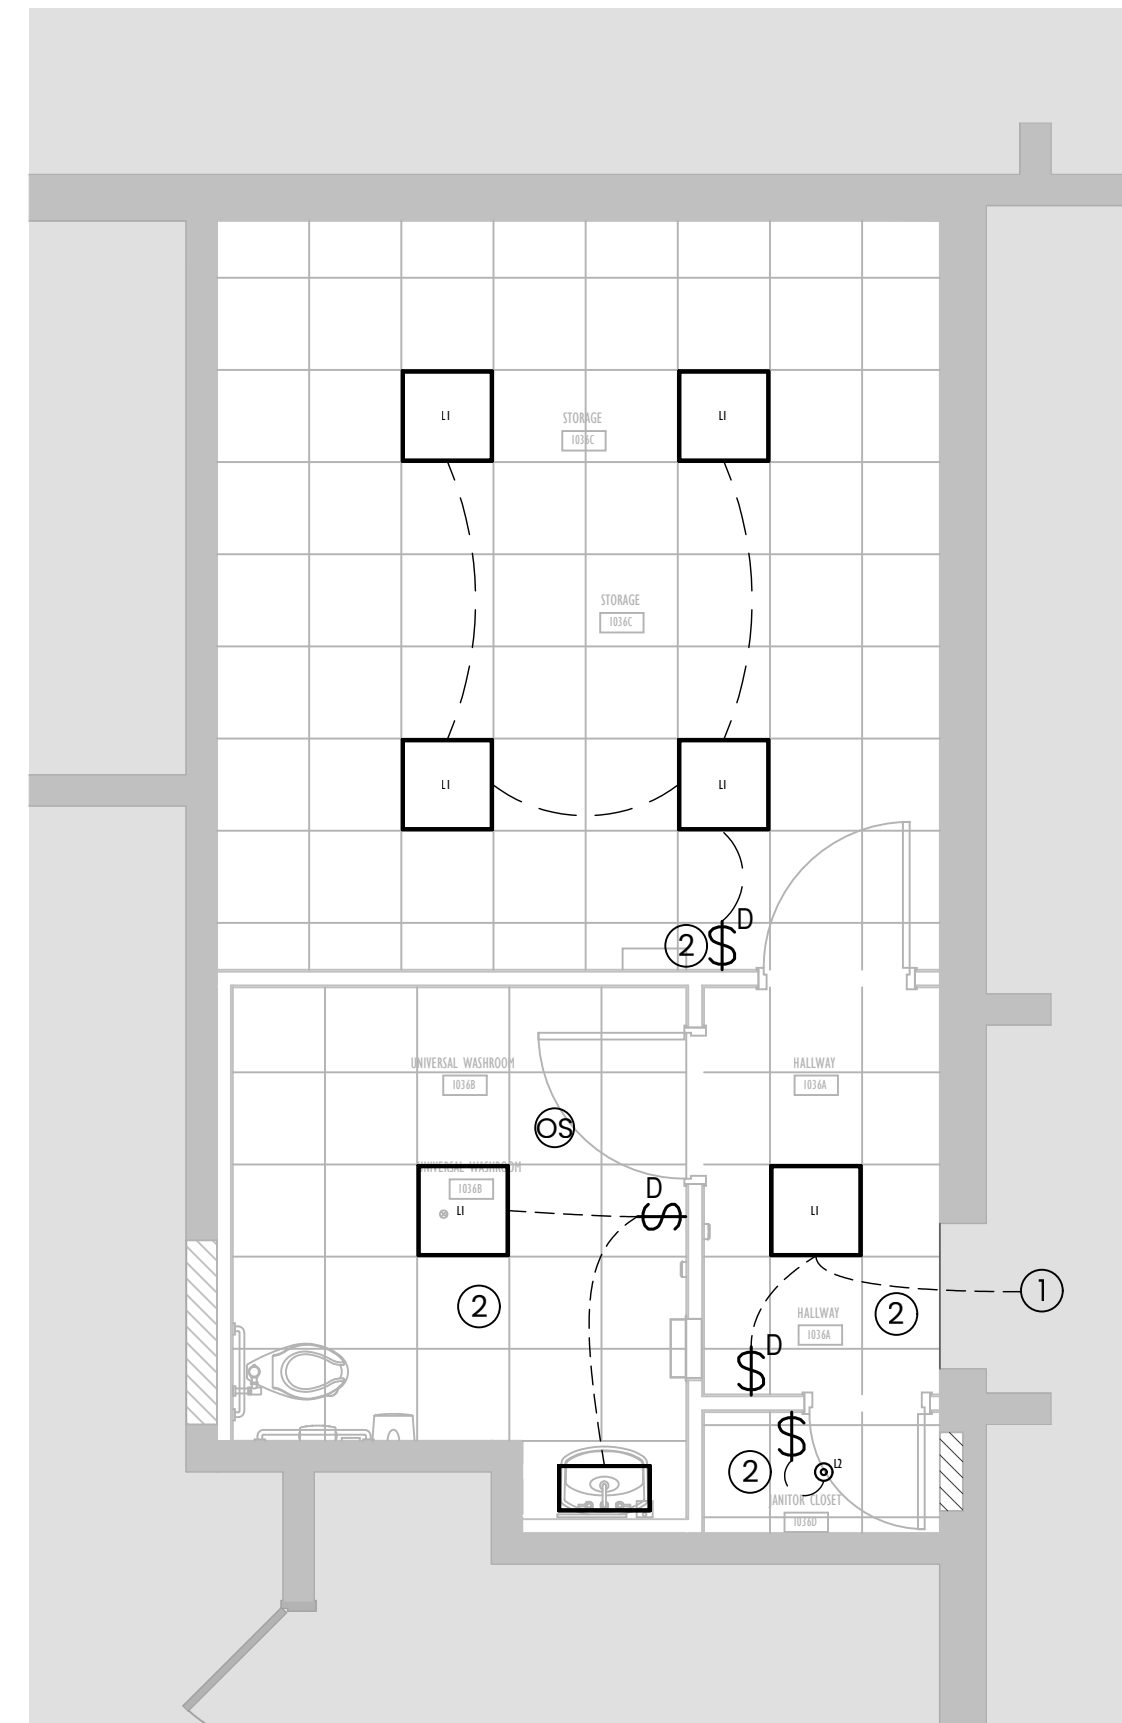 L1
L1
STORAGE
1036C
STORAGE
1036C
L1
L1
D
2
$
UNIVERSAL WASHROOM
1036B
HALLWAY
1036A
OS
UNIVERSAL WASHROOM
1036B
D
$
L1
L1
1
2
2
HALLWAY
1036A
D
$
$
2
L2
JANITOR CLOSET
1036D